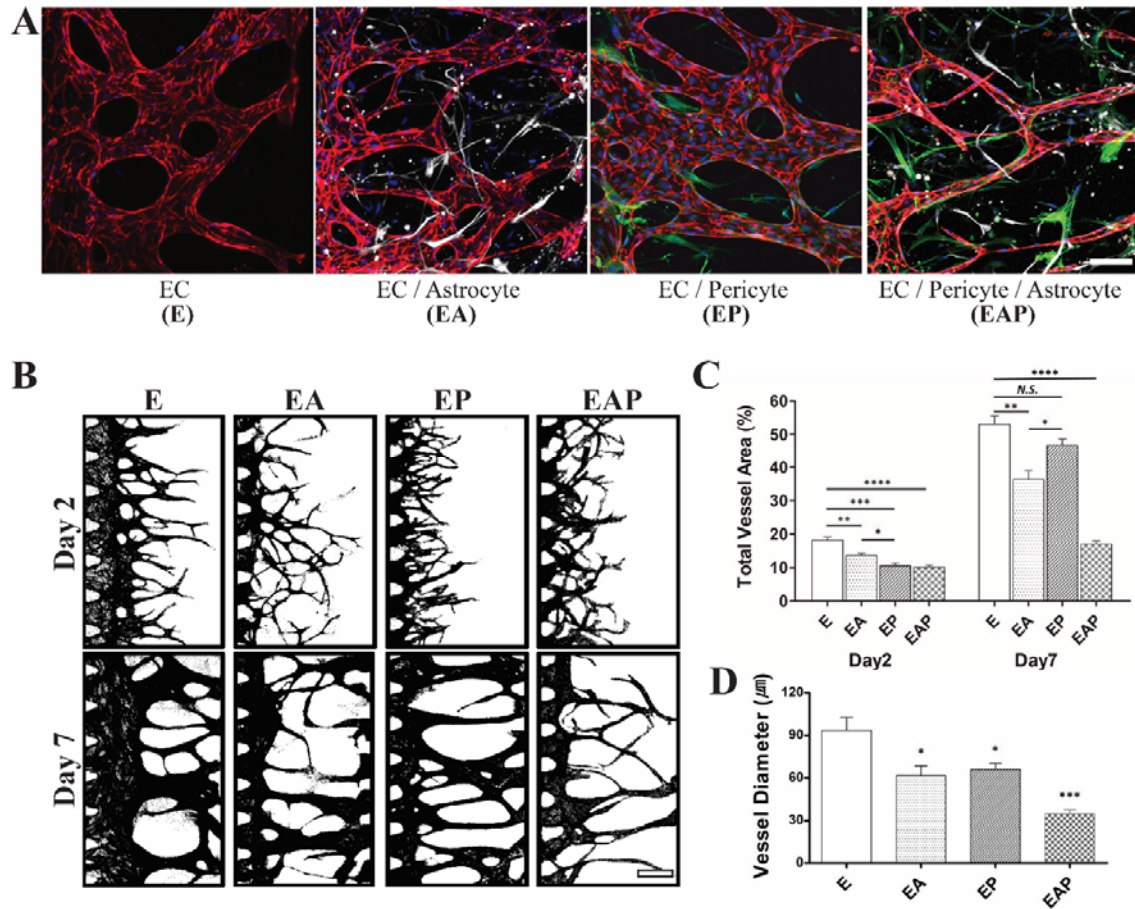 A
EC
(E)
EC / Astrocyte
(EA)
EC / Pericyte
(EP)
EC / Pericyte / Astrocyte
(EAP)
B
E EA EP EAP
Day 2
Day 7
C
Total Vessel Area (%)
60
50
40
30
20
10
0
****
***
**
*
****
N.S.
**
*
E EA EP EAP E EA EP EAP
Day2 Day7
D
Vessel Diameter (㎛)
120
90
60
30
0
* * ***
E EA EP EAP